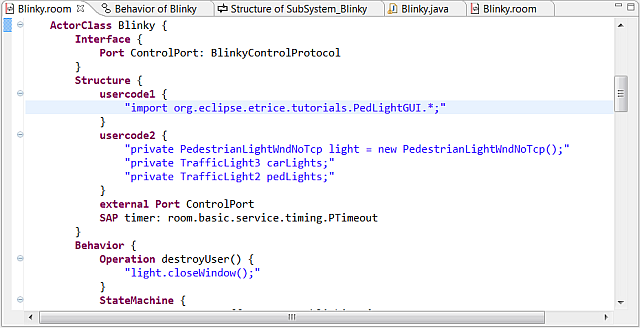 Blinky.room Behavior of Blinky Structure of SubSystem_Blinky Blinky.java Blinky.room
ActorClass Blinky {
Interface {
Port ControlPort: BlinkyControlProtocol
}
Structure {
usercode1 {
"import org.eclipse.etrice.tutorials.PedLightGUI.*;"
}
usercode2 {
"private PedestrianLightWndNoTcp light = new PedestrianLightWndNoTcp();"
"private TrafficLight3 carLights;"
"private TrafficLight2 pedLights;"
}
external Port ControlPort
SAP timer: room.basic.service.timing.PTimeout
}
Behavior {
Operation destroyUser() {
"light.closeWindow();"
}
StateMachine {